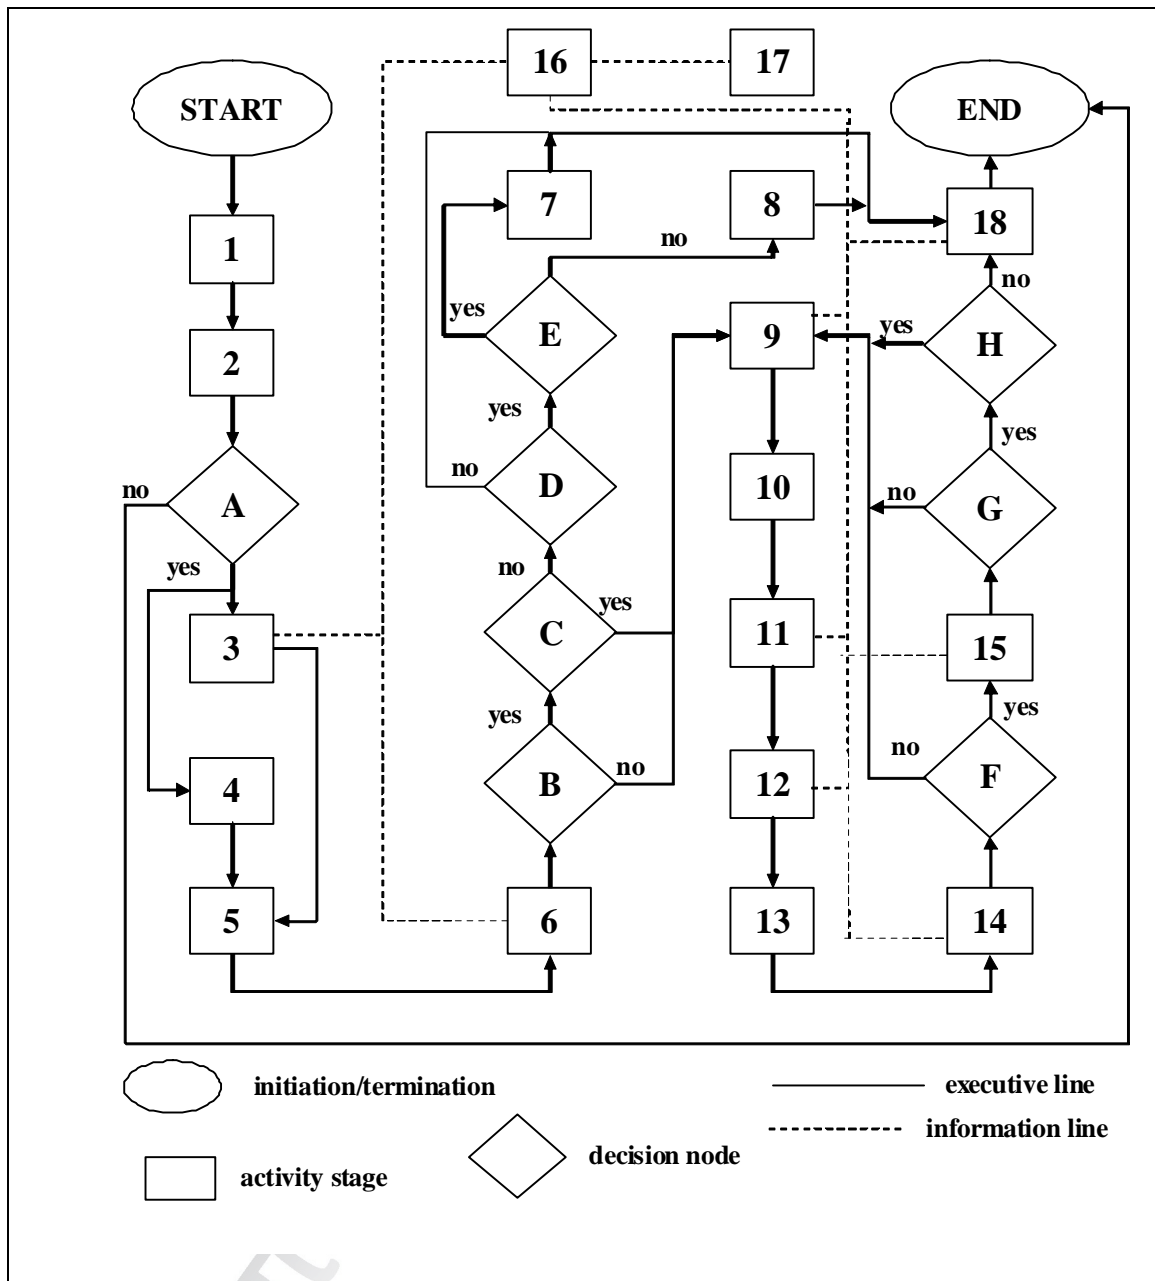 16
17
START
END
7
8
18
no
no
yes
E
9
yes
H
2
1
yes
yes
no
D
10
no
G
no
A
yes
no
yes
3
C
11
15
yes
yes
no
no
4
B
12
F
5
6
13
14
initiation/termination
executive line
information line
decision node
activity stage